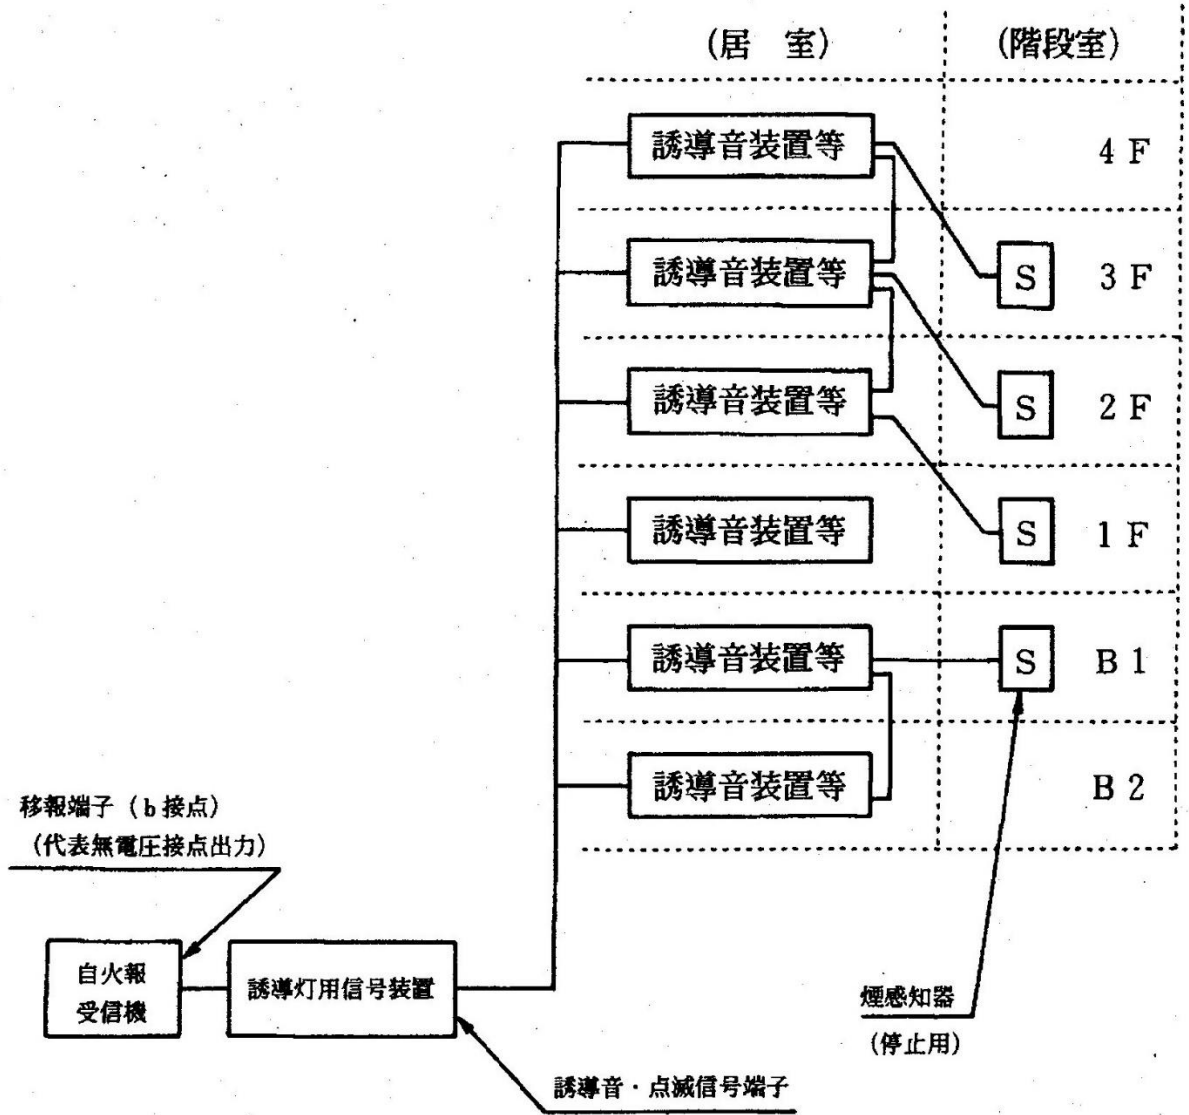 (居 室) (階段室)
誘導音装置等 4 F
誘導音装置等 S 3 F
誘導音装置等 S 2 F
誘導音装置等 S 1 F
誘導音装置等 S B 1
誘導音装置等 B 2
移報端子(b接点)
(代表無電圧接点出力)
自火報
受信機
誘導灯用信号装置
煙感知器
(停止用)
誘導音・点滅信号端子